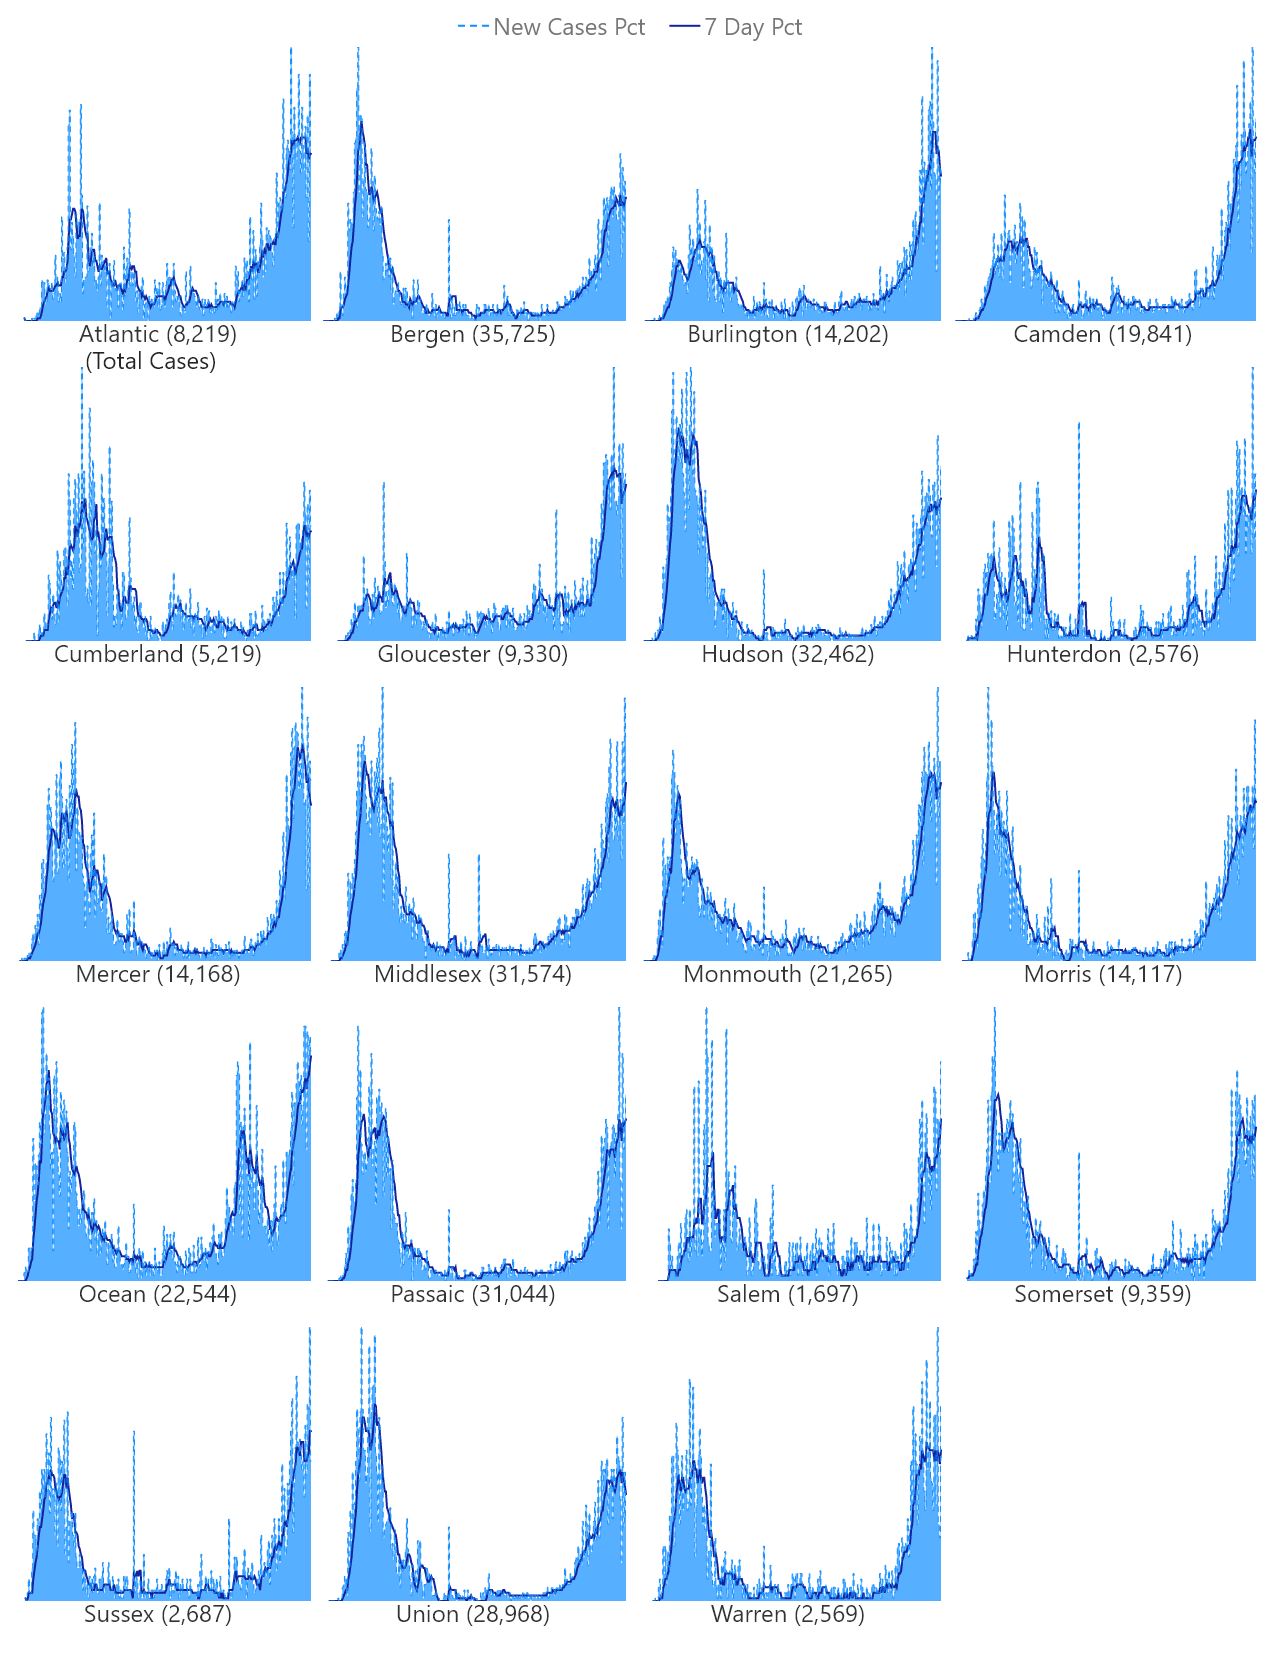 New Cases Pct 7 Day Pct
Atlantic (8,219)
(Total Cases)
Bergen (35,725)
Burlington (14,202)
Camden (19,841)
Cumberland (5,219)
Gloucester (9,330)
Hudson (32,462)
Hunterdon (2,576)
Mercer (14,168)
Middlesex (31,574)
Monmouth (21,265)
Morris (14,117)
Ocean (22,544)
Passaic (31,044)
Salem (1,697)
Somerset (9,359)
Sussex (2,687)
Union (28,968)
Warren (2,569)